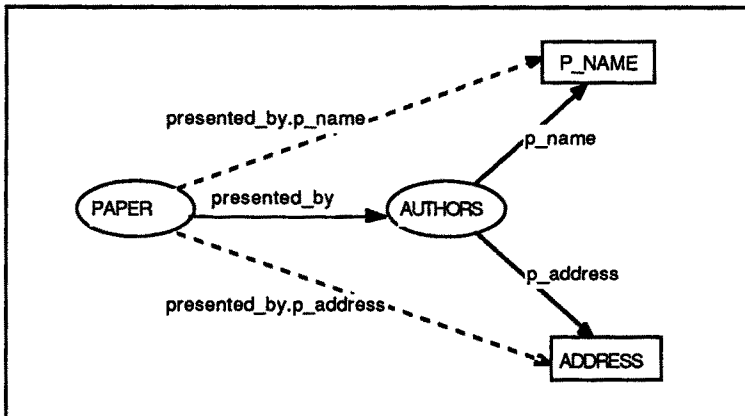 P_NAME
presented_by.p_name
p_name
presented_by
PAPER
AUTHORS
p_address
presented_by.p_address
ADDRESS